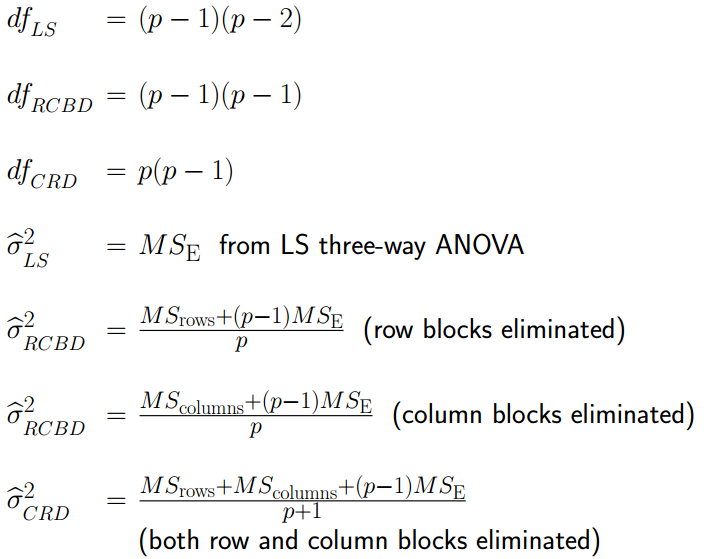 df_LS = (p − 1)(p − 2)
df_RCBD = (p − 1)(p − 1)
df_CRD = p(p − 1)
σ̂²_LS = MS_E from LS three-way ANOVA
σ̂²_RCBD = (MS_rows+(p−1)MS_E)/p (row blocks eliminated)
σ̂²_RCBD = (MS_columns+(p−1)MS_E)/p (column blocks eliminated)
σ̂²_CRD = (MS_rows+MS_columns+(p−1)MS_E)/(p+1)
(both row and column blocks eliminated)